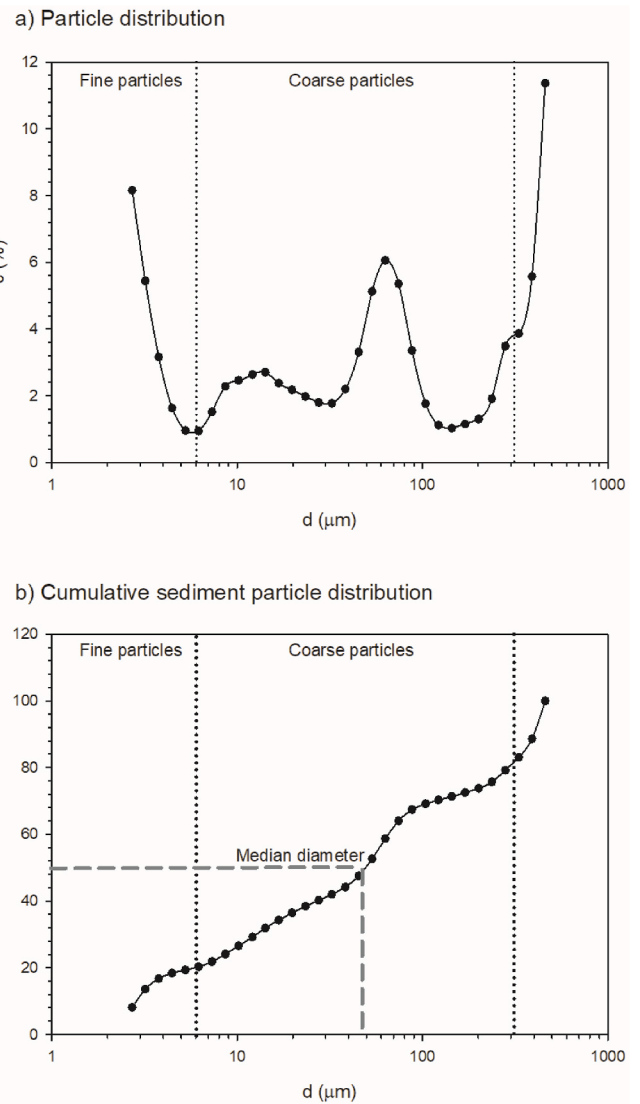 a) Particle distribution
12
Fine particles
Coarse particles
10
8
6
4
2
0
1
10
100
1000
d (μm)
b) Cumulative sediment particle distribution
120
Fine particles
Coarse particles
100
80
60
Median diameter
40
20
0
1
10
100
1000
d (μm)